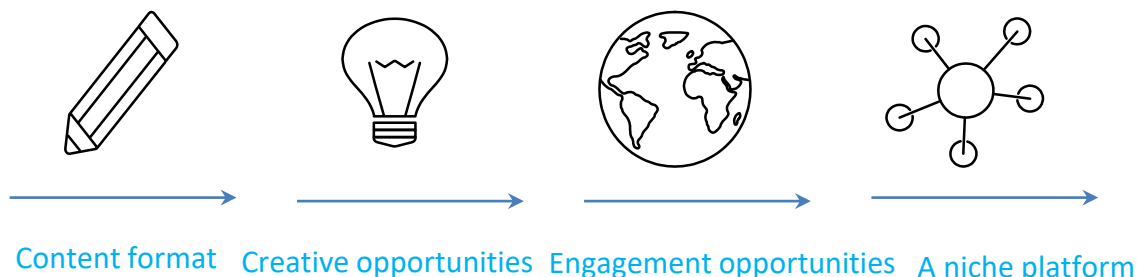 Content format
Creative opportunities
Engagement opportunities
A niche platform